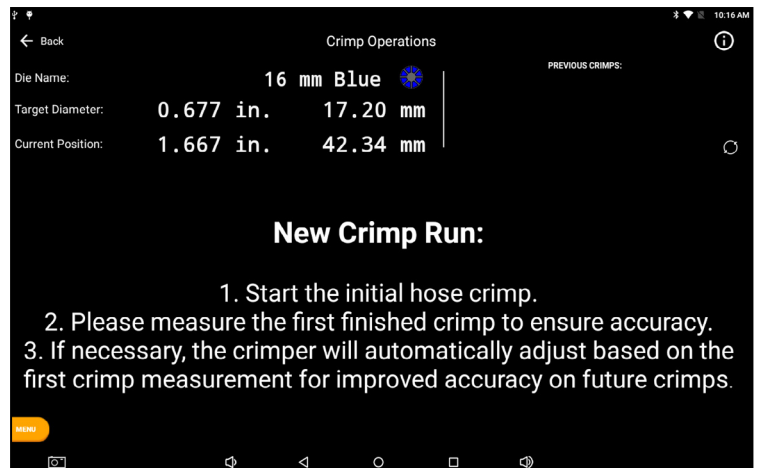 10:16 AM
Back
Crimp Operations
PREVIOUS CRIMPS:
Die Name:
16 mm Blue
Target Diameter:
0.677 in.
17.20 mm
Current Position:
1.667 in.
42.34 mm
New Crimp Run:
1. Start the initial hose crimp.
2. Please measure the first finished crimp to ensure accuracy.
3. If necessary, the crimper will automatically adjust based on the
first crimp measurement for improved accuracy on future crimps.
MENU